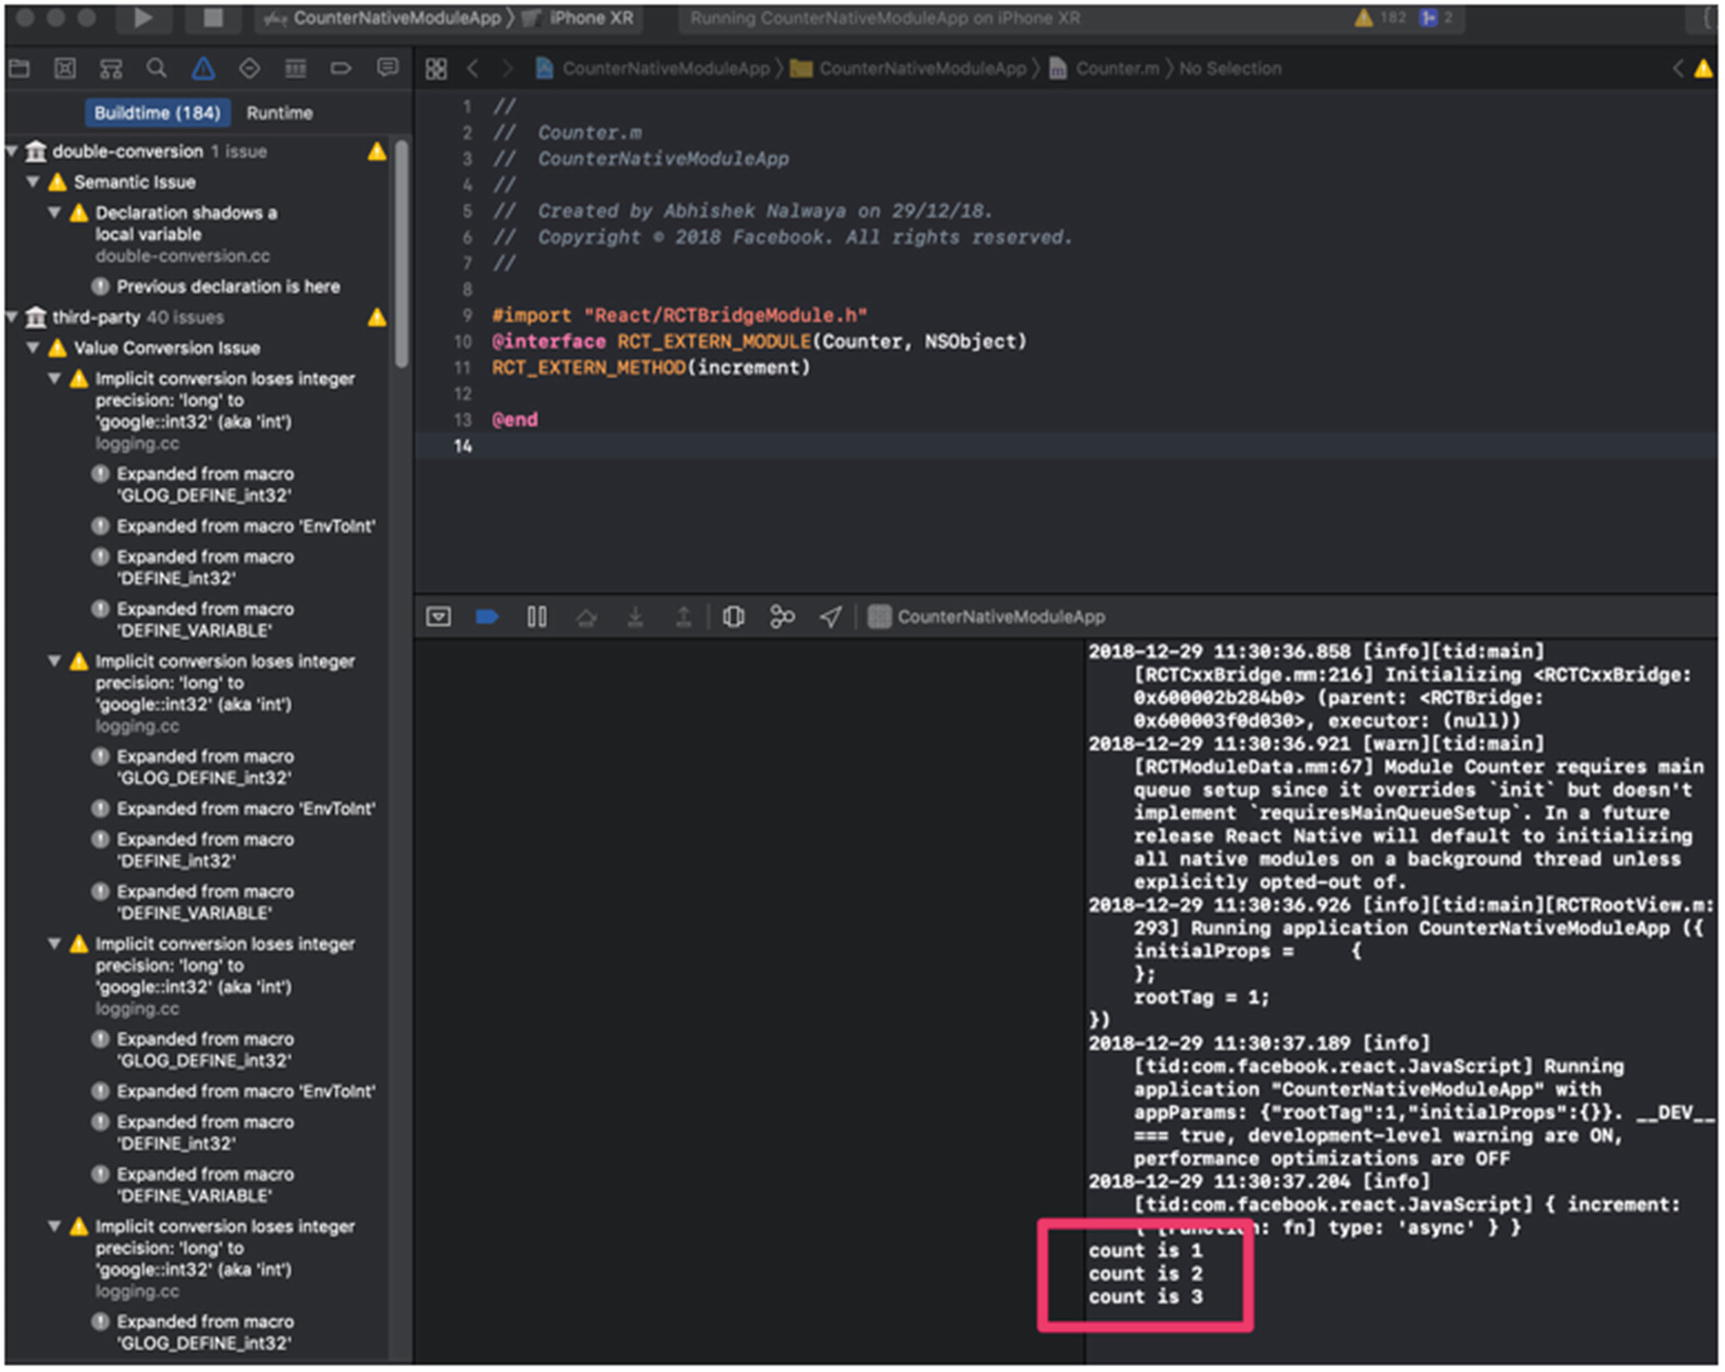 CounterNativeModuleApp 〉 iPhone XR
Running CounterNativeModuleApp on iPhone XR
182
2
Buildtime (184)
Runtime
double-conversion 1 issue
Semantic Issue
Declaration shadows a
local variable
double-conversion.cc
Previous declaration is here
third-party 40 issues
Value Conversion Issue
Implicit conversion loses integer
precision: 'long' to
'google::int32' (aka 'int')
logging.cc
Expanded from macro
'GLOG_DEFINE_int32'
Expanded from macro 'EnvToInt'
Expanded from macro
'DEFINE_int32'
Expanded from macro
'DEFINE_VARIABLE'
Implicit conversion loses integer
precision: 'long' to
'google::int32' (aka 'int')
logging.cc
Expanded from macro
'GLOG_DEFINE_int32'
Expanded from macro 'EnvToInt'
Expanded from macro
'DEFINE_int32'
Expanded from macro
'DEFINE_VARIABLE'
Implicit conversion loses integer
precision: 'long' to
'google::int32' (aka 'int')
logging.cc
Expanded from macro
'GLOG_DEFINE_int32'
Expanded from macro 'EnvToInt'
Expanded from macro
'DEFINE_int32'
Expanded from macro
'DEFINE_VARIABLE'
Implicit conversion loses integer
precision: 'long' to
'google::int32' (aka 'int')
logging.cc
Expanded from macro
'GLOG_DEFINE_int32'
CounterNativeModuleApp 〉 CounterNativeModuleApp 〉 Counter.m 〉 No Selection
1 //
2 // Counter.m
3 // CounterNativeModuleApp
4 //
5 // Created by Abhishek Nalwaya on 29/12/18.
6 // Copyright © 2018 Facebook. All rights reserved.
7 //
8
9 #import "React/RCTBridgeModule.h"
10 @interface RCT_EXTERN_MODULE(Counter, NSObject)
11 RCT_EXTERN_METHOD(increment)
12
13 @end
14
CounterNativeModuleApp
2018-12-29 11:30:36.858 [info][tid:main]
[RCTCxxBridge.mm:216] Initializing <RCTCxxBridge:
0x600002b284b0> (parent: <RCTBridge:
0x600003f0d030>, executor: (null))
2018-12-29 11:30:36.921 [warn][tid:main]
[RCTModuleData.mm:67] Module Counter requires main
queue setup since it overrides `init` but doesn't
implement `requiresMainQueueSetup`. In a future
release React Native will default to initializing
all native modules on a background thread unless
explicitly opted-out of.
2018-12-29 11:30:36.926 [info][tid:main][RCTRootView.m:
293] Running application CounterNativeModuleApp ({
initialProps = {
};
rootTag = 1;
})
2018-12-29 11:30:37.189 [info]
[tid:com.facebook.react.JavaScript] Running
application "CounterNativeModuleApp" with
appParams: {"rootTag":1,"initialProps":{}}. __DEV__
=== true, development-level warning are ON,
performance optimizations are OFF
2018-12-29 11:30:37.204 [info]
[tid:com.facebook.react.JavaScript] { increment:
{ [Function: fn] type: 'async' } }
count is 1
count is 2
count is 3